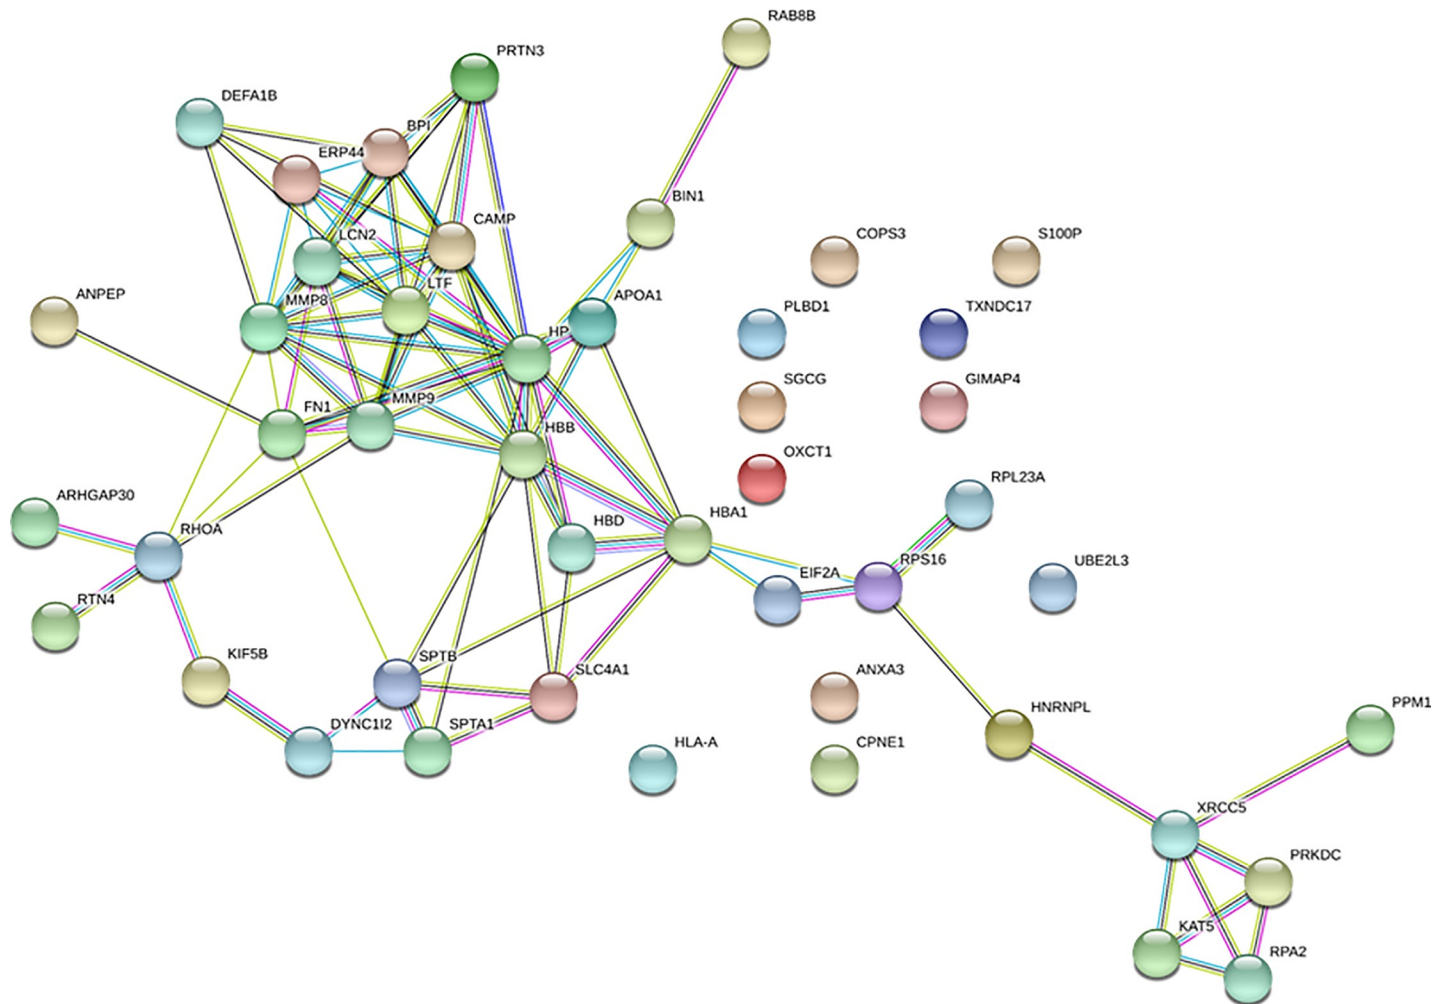 RAB8B
PRTN3
DEFA1B
BPI
ERP44
BIN1
CAMP
LCN2
COPS3
S100P
LTF
ANPEP
MMP8
APOA1
PLBD1
TXNDC17
HP
SGCG
GIMAP4
MMP9
FN1
HBB
OXCT1
RPL23A
ARHGAP30
HBA1
HBD
RHOA
RPS16
UBE2L3
EIF2A
RTN4
KIF5B
SPTB
SLC4A1
ANXA3
PPM1
HNRNPL
DYNC1I2
SPTA1
HLA-A
CPNE1
XRCC5
PRKDC
KAT5
RPA2